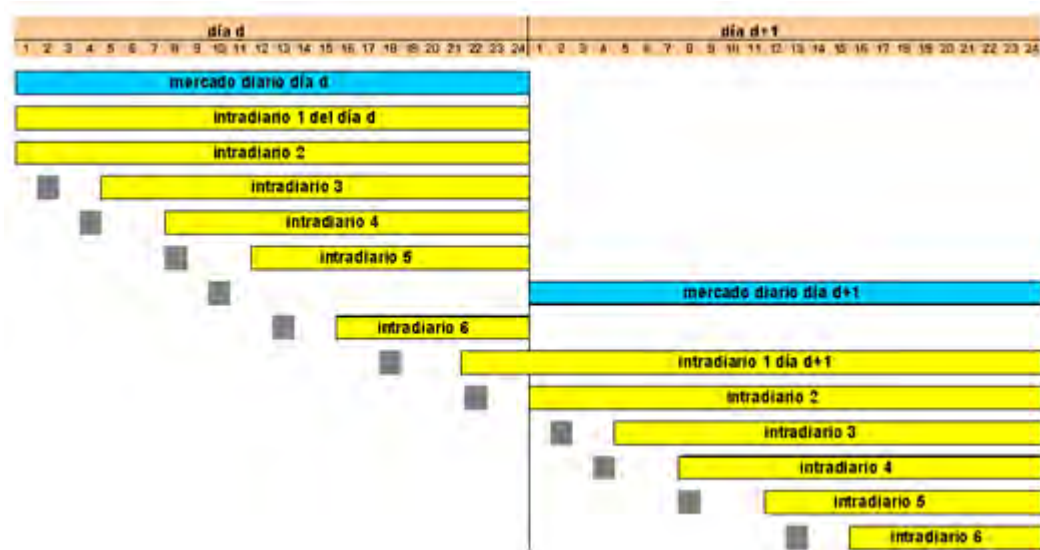 día d día d+1
1 2 3 4 5 6 7 8 9 10 11 12 13 14 15 16 17 18 19 20 21 22 23 24 1 2 3 4 5 6 7 8 9 10 11 12 13 14 15 16 17 18 19 20 21 22 23 24
mercado diario día d
intradiario 1 del día d
intradiario 2
intradiario 3
intradiario 4
intradiario 5
mercado diario día d+1
intradiario 6
intradiario 1 día d+1
intradiario 2
intradiario 3
intradiario 4
intradiario 5
intradiario 6